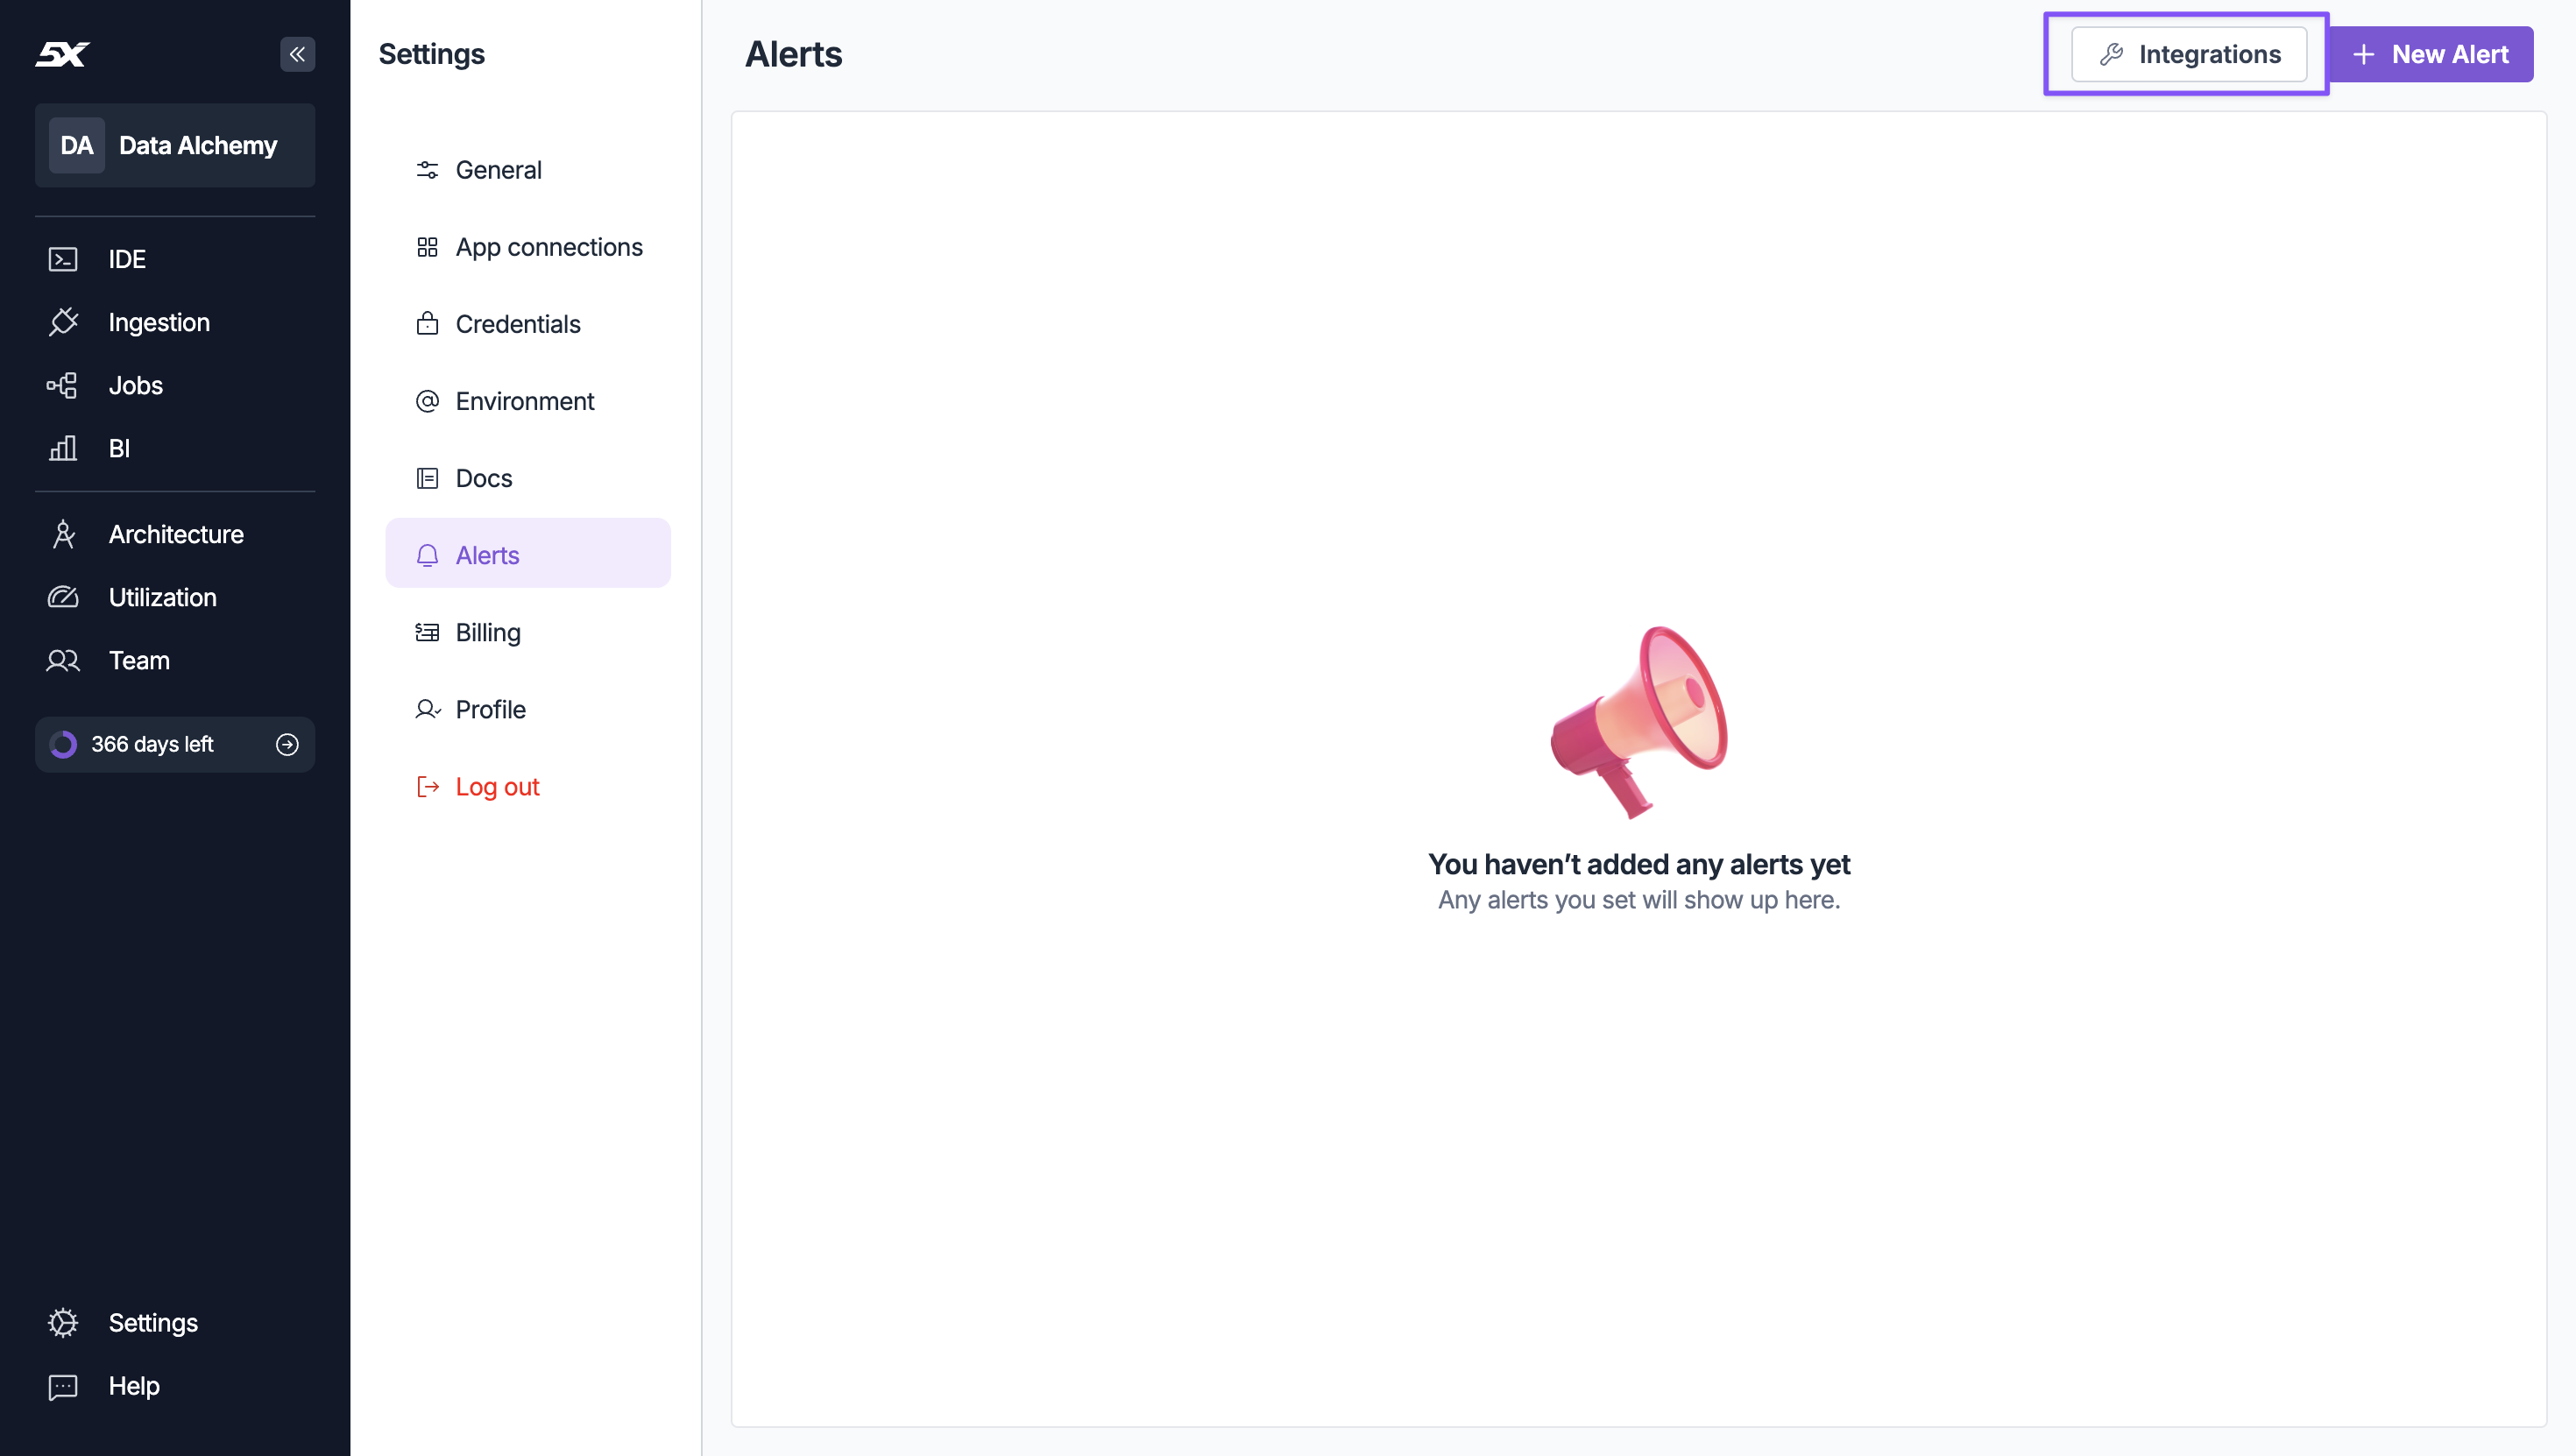 5X
DA Data Alchemy
IDE
Ingestion
Jobs
BI
Architecture
Utilization
Team
366 days left
Settings
Help
Settings
General
App connections
Credentials
Environment
Docs
Alerts
Billing
Profile
Log out
Alerts
Integrations
New Alert
You haven’t added any alerts yet
Any alerts you set will show up here.